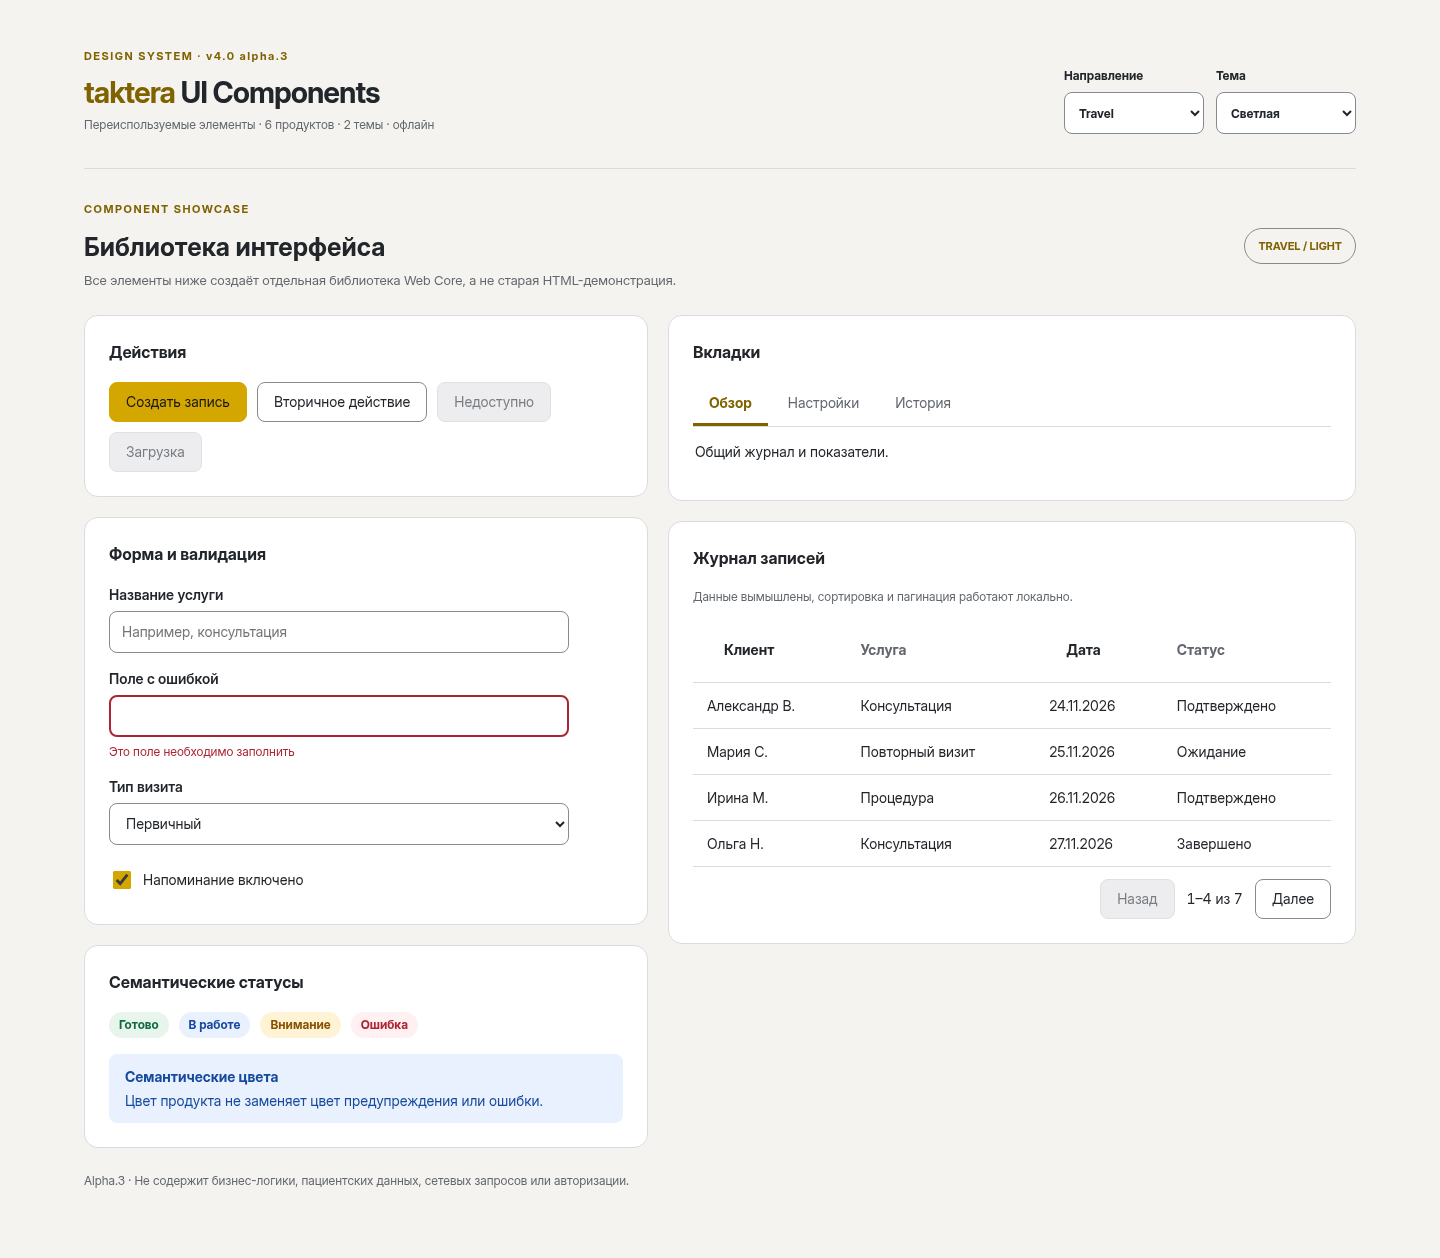 DESIGN SYSTEM · v4.0 alpha.3
taktera UI Components
Переиспользуемые элементы · 6 продуктов · 2 темы · офлайн
Направление
Travel
Тема
Светлая
COMPONENT SHOWCASE
Библиотека интерфейса
TRAVEL / LIGHT
Все элементы ниже создаёт отдельная библиотека Web Core, а не старая HTML-демонстрация.
Действия
Создать запись
Вторичное действие
Недоступно
Загрузка
Форма и валидация
Название услуги
Например, консультация
Поле с ошибкой
Это поле необходимо заполнить
Тип визита
Первичный
Напоминание включено
Семантические статусы
Готово
В работе
Внимание
Ошибка
Семантические цвета
Цвет продукта не заменяет цвет предупреждения или ошибки.
Вкладки
Обзор
Настройки
История
Общий журнал и показатели.
Журнал записей
Данные вымышлены, сортировка и пагинация работают локально.
Клиент Услуга Дата Статус
Александр В. Консультация 24.11.2026 Подтверждено
Мария С. Повторный визит 25.11.2026 Ожидание
Ирина М. Процедура 26.11.2026 Подтверждено
Ольга Н. Консультация 27.11.2026 Завершено
Назад 1–4 из 7 Далее
Alpha.3 · Не содержит бизнес-логики, пациентских данных, сетевых запросов или авторизации.